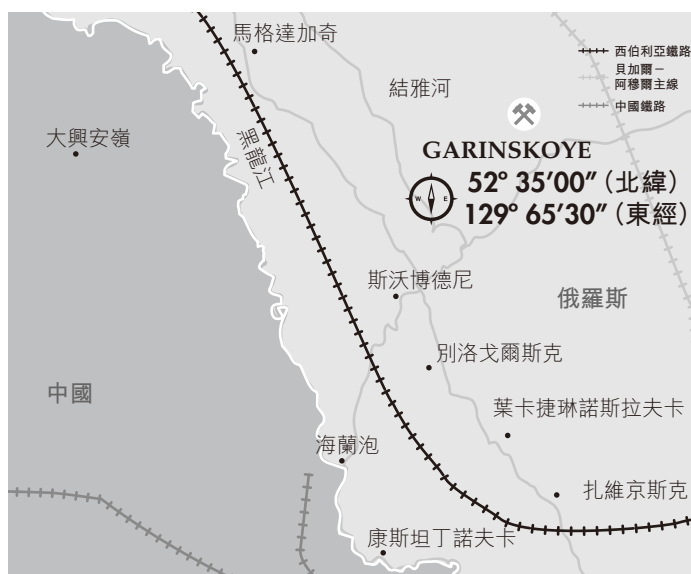 馬格達加奇
西伯利亞鐵路
貝加爾－
阿穆爾主線
中國鐵路
結雅河
大興安嶺
黑龍江
GARINSKOYE
52° 35’00” (北緯)
W E
129° 65’30” (東經)
斯沃博德尼
俄羅斯
別洛戈爾斯克
中國
葉卡捷琳諾斯拉夫卡
海蘭泡
扎維京斯克
康斯坦丁諾夫卡